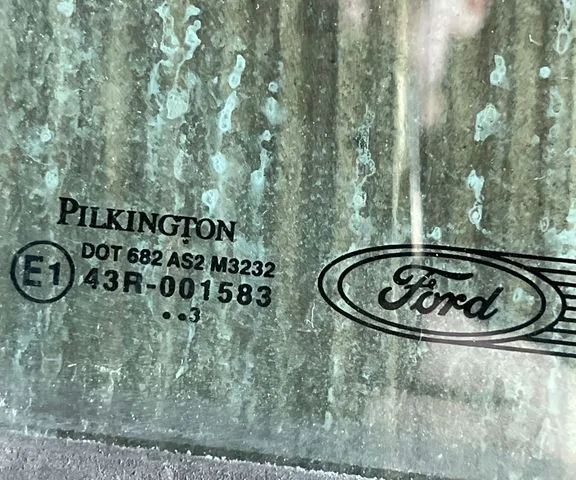 PILKINGTON
DOT 682 AS2 M3232
E1 43R-001583
••3
Ford